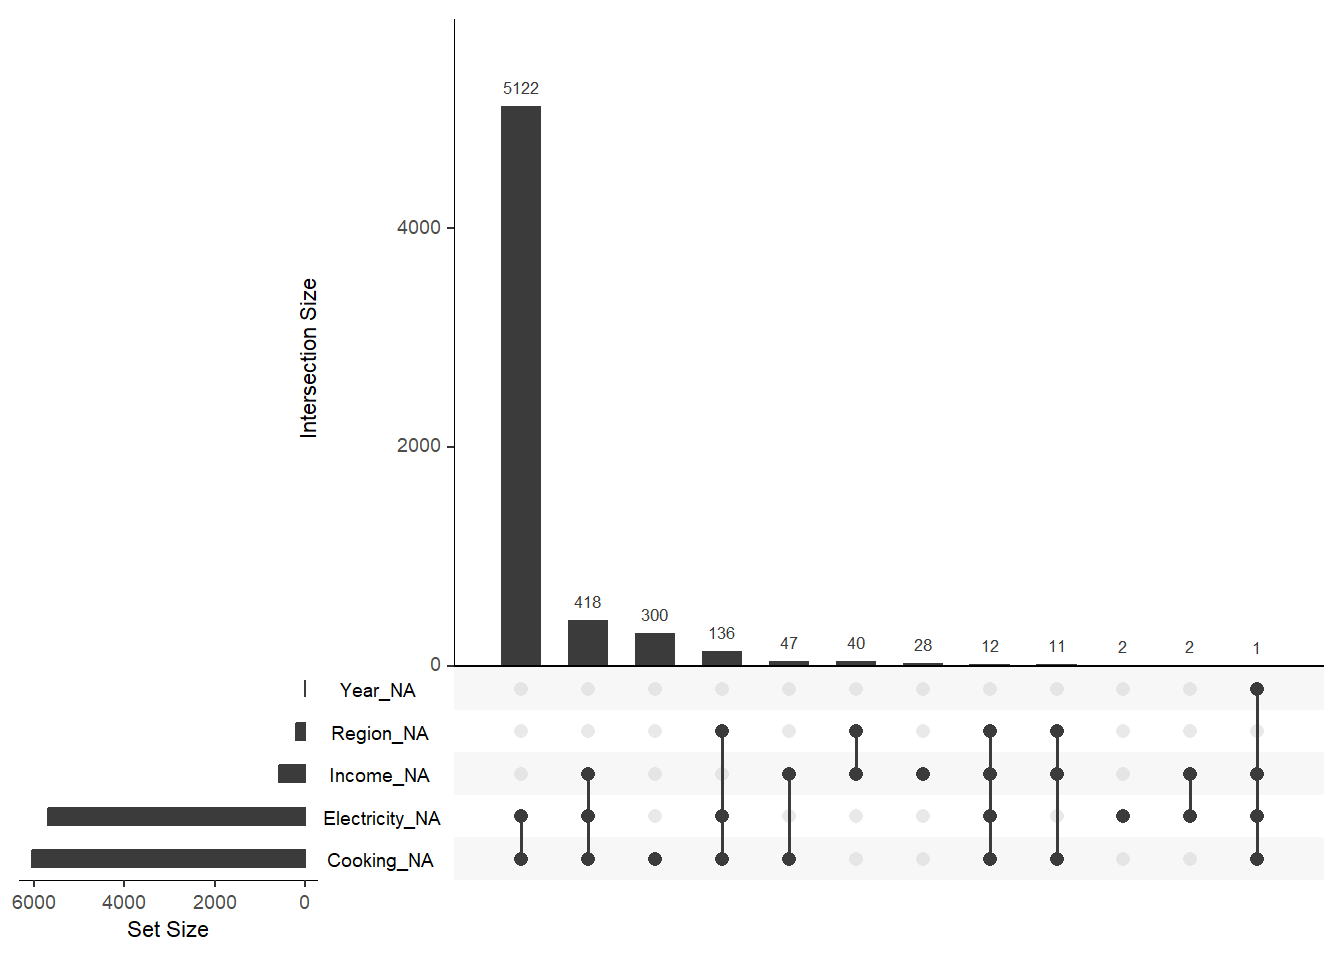 5122
4000
Intersection Size
2000
418
300
136
47
40
28
12
11
2
2
1
0
Year_NA
Region_NA
Income_NA
Electricity_NA
Cooking_NA
6000 4000 2000 0
Set Size